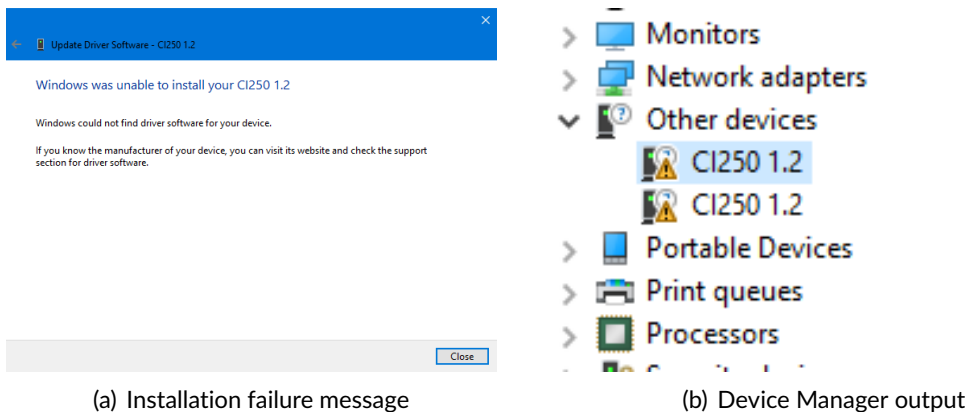 Update Driver Software - CI250 1.2
Windows was unable to install your CI250 1.2
Windows could not find driver software for your device.
If you know the manufacturer of your device, you can visit its website and check the support
section for driver software.
Close
(a) Installation failure message
Monitors
Network adapters
Other devices
CI250 1.2
CI250 1.2
Portable Devices
Print queues
Processors
(b) Device Manager output